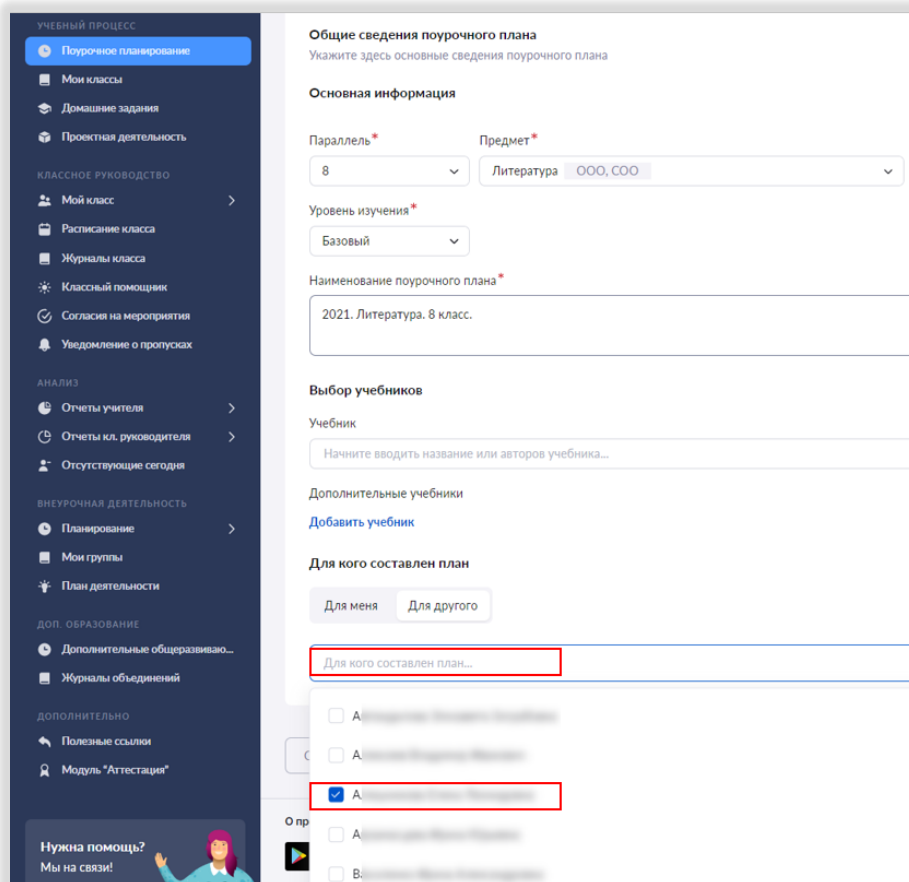 УЧЕБНЫЙ ПРОЦЕСС
Поурочное планирование
Мои классы
Домашние задания
Проектная деятельность
КЛАССНОЕ РУКОВОДСТВО
Мой класс
Расписание класса
Журналы класса
Классный помощник
Согласия на мероприятия
Уведомление о пропусках
АНАЛИЗ
Отчеты учителя
Отчеты кл. руководителя
Отсутствующие сегодня
ВНЕУРОЧНАЯ ДЕЯТЕЛЬНОСТЬ
Планирование
Мои группы
План деятельности
ДОП. ОБРАЗОВАНИЕ
Дополнительные общеразвиваю...
Журналы объединений
ДОПОЛНИТЕЛЬНО
Полезные ссылки
Модуль "Аттестация"
Нужна помощь?
Мы на связи!
Общие сведения поурочного плана
Укажите здесь основные сведения поурочного плана
Основная информация
Параллель* Предмет*
8 Литература ООО, СОО
Уровень изучения*
Базовый
Наименование поурочного плана*
2021. Литература. 8 класс.
Выбор учебников
Учебник
Начните вводить название или авторов учебника...
Дополнительные учебники
Добавить учебник
Для кого составлен план
Для меня Для другого
Для кого составлен план...
А
А
А
А
В
О пр